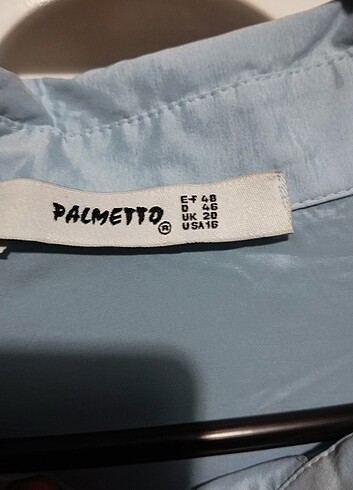 PALMETTO ®
E-F 48
D 46
UK 20
USA 16